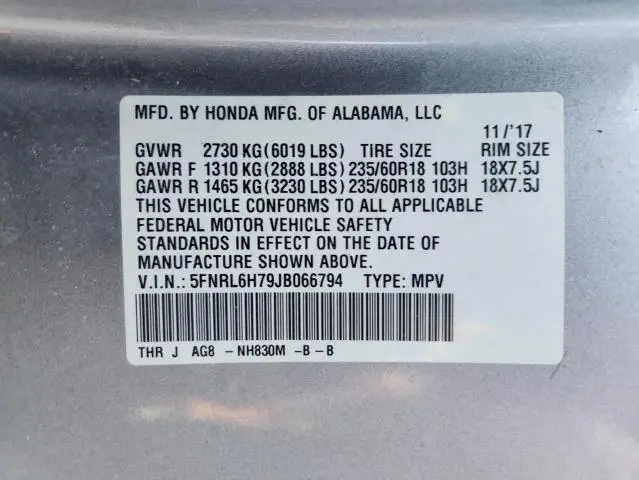 MFD. BY HONDA MFG. OF ALABAMA, LLC
11/'17
GVWR 2730 KG(6019 LBS) TIRE SIZE RIM SIZE
GAWR F 1310 KG(2888 LBS)235/60R18 103H 18X7.5J
GAWR R 1465 KG(3230 LBS)235/60R18 103H 18X7.5J
THIS VEHICLE CONFORMS TO ALL APPLICABLE
FEDERAL MOTOR VEHICLE SAFETY
STANDARDS IN EFFECT ON THE DATE OF
MANUFACTURE SHOWN ABOVE.
V.I.N.: 5FNRL6H79JB066794 TYPE: MPV
THR J AG8 -NH830M -B-B